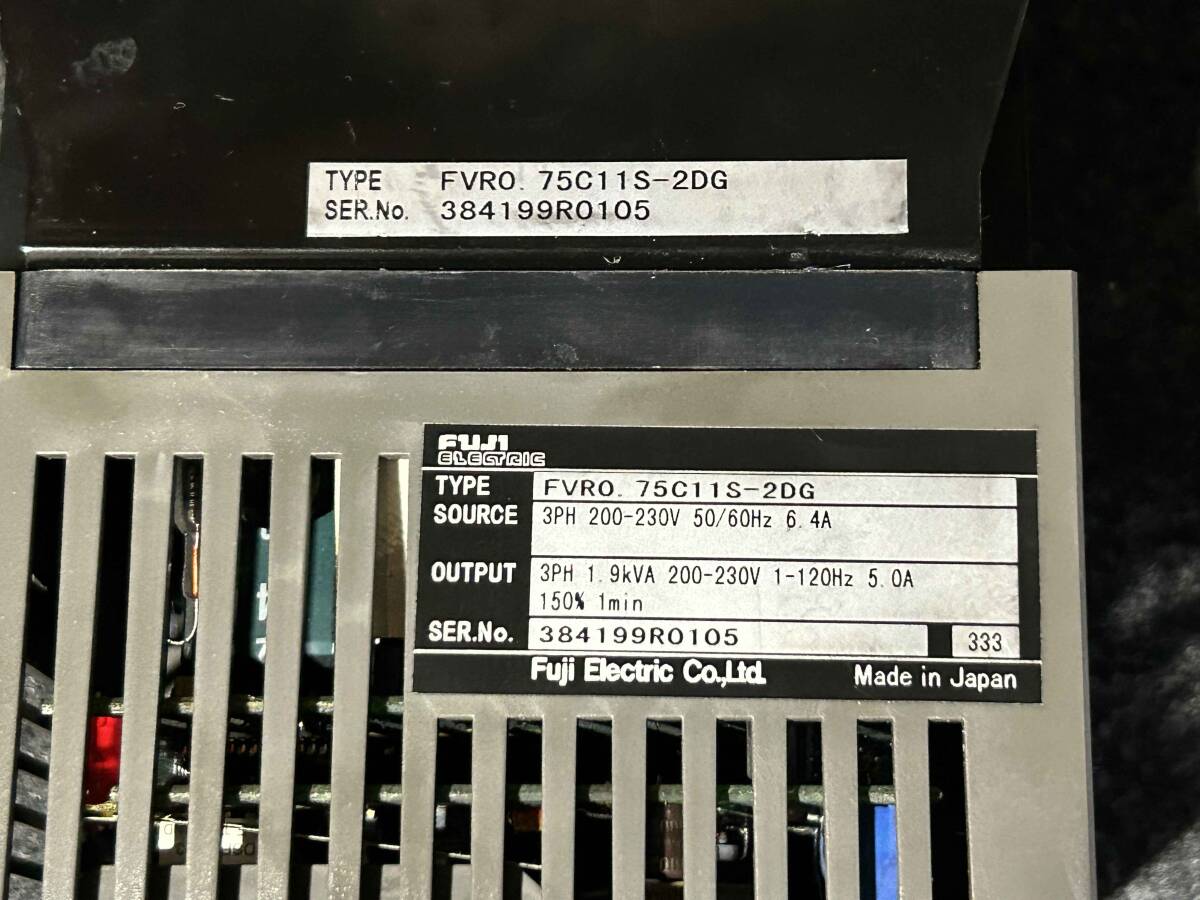 TYPE FVR0. 75C11S-2DG
SER.No. 384199R0105
FUJI
ELECTRIC
TYPE FVR0. 75C11S-2DG
SOURCE 3PH 200-230V 50/60Hz 6.4A
OUTPUT 3PH 1.9kVA 200-230V 1-120Hz 5.0A
150% 1min
SER.No. 384199R0105 333
Fuji Electric Co.,Ltd. Made in Japan